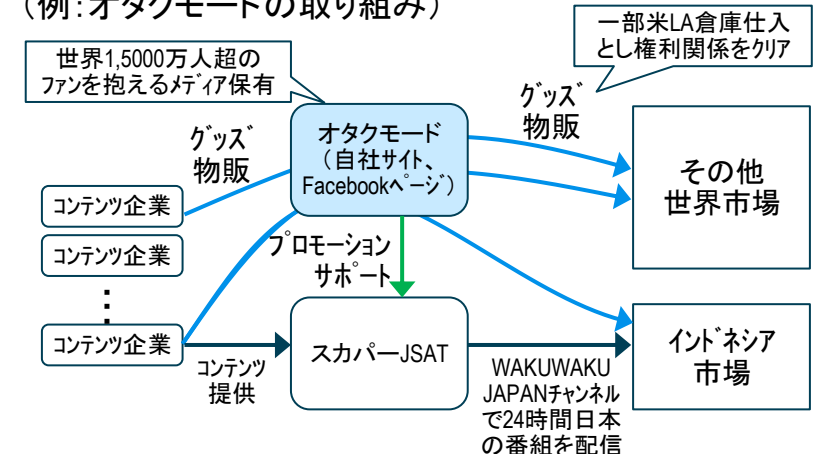 (例:オタクモードの取り組み)
世界1,5000万人超の
ファンを抱えるメディア保有
一部米LA倉庫仕入
とし権利関係をクリア
グッズ
物販
オタクモード
(自社サイト、
Facebookページ)
グッズ
物販
その他
世界市場
コンテンツ企業
コンテンツ企業
⋮
コンテンツ企業
プロモーション
サポート
コンテンツ
提供
スカパーJSAT
WAKUWAKU
JAPANチャンネル
で24時間日本
の番組を配信
インドネシア
市場